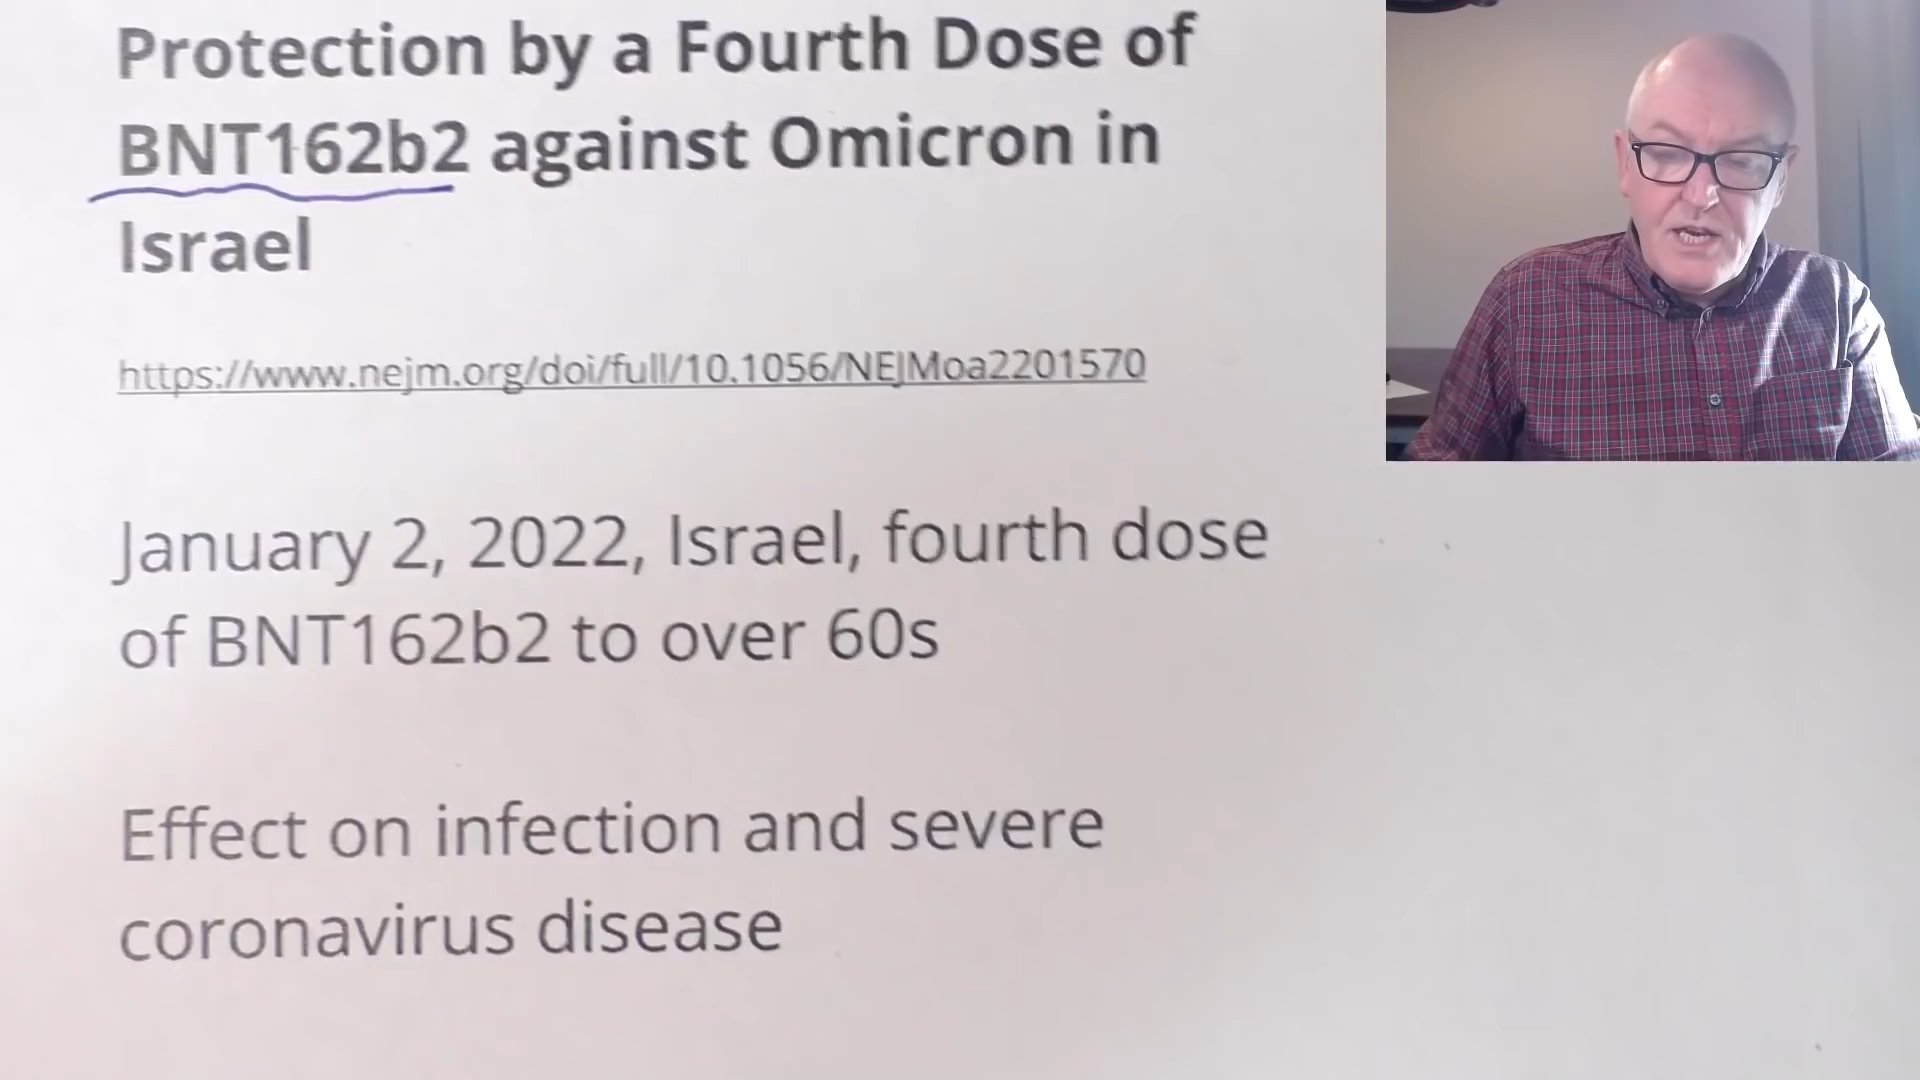 Protection by a Fourth Dose of
BNT162b2 against Omicron in
Israel
https://www.nejm.org/doi/full/10.1056/NEJMoa2201570
January 2, 2022, Israel, fourth dose
of BNT162b2 to over 60s
Effect on infection and severe
coronavirus disease